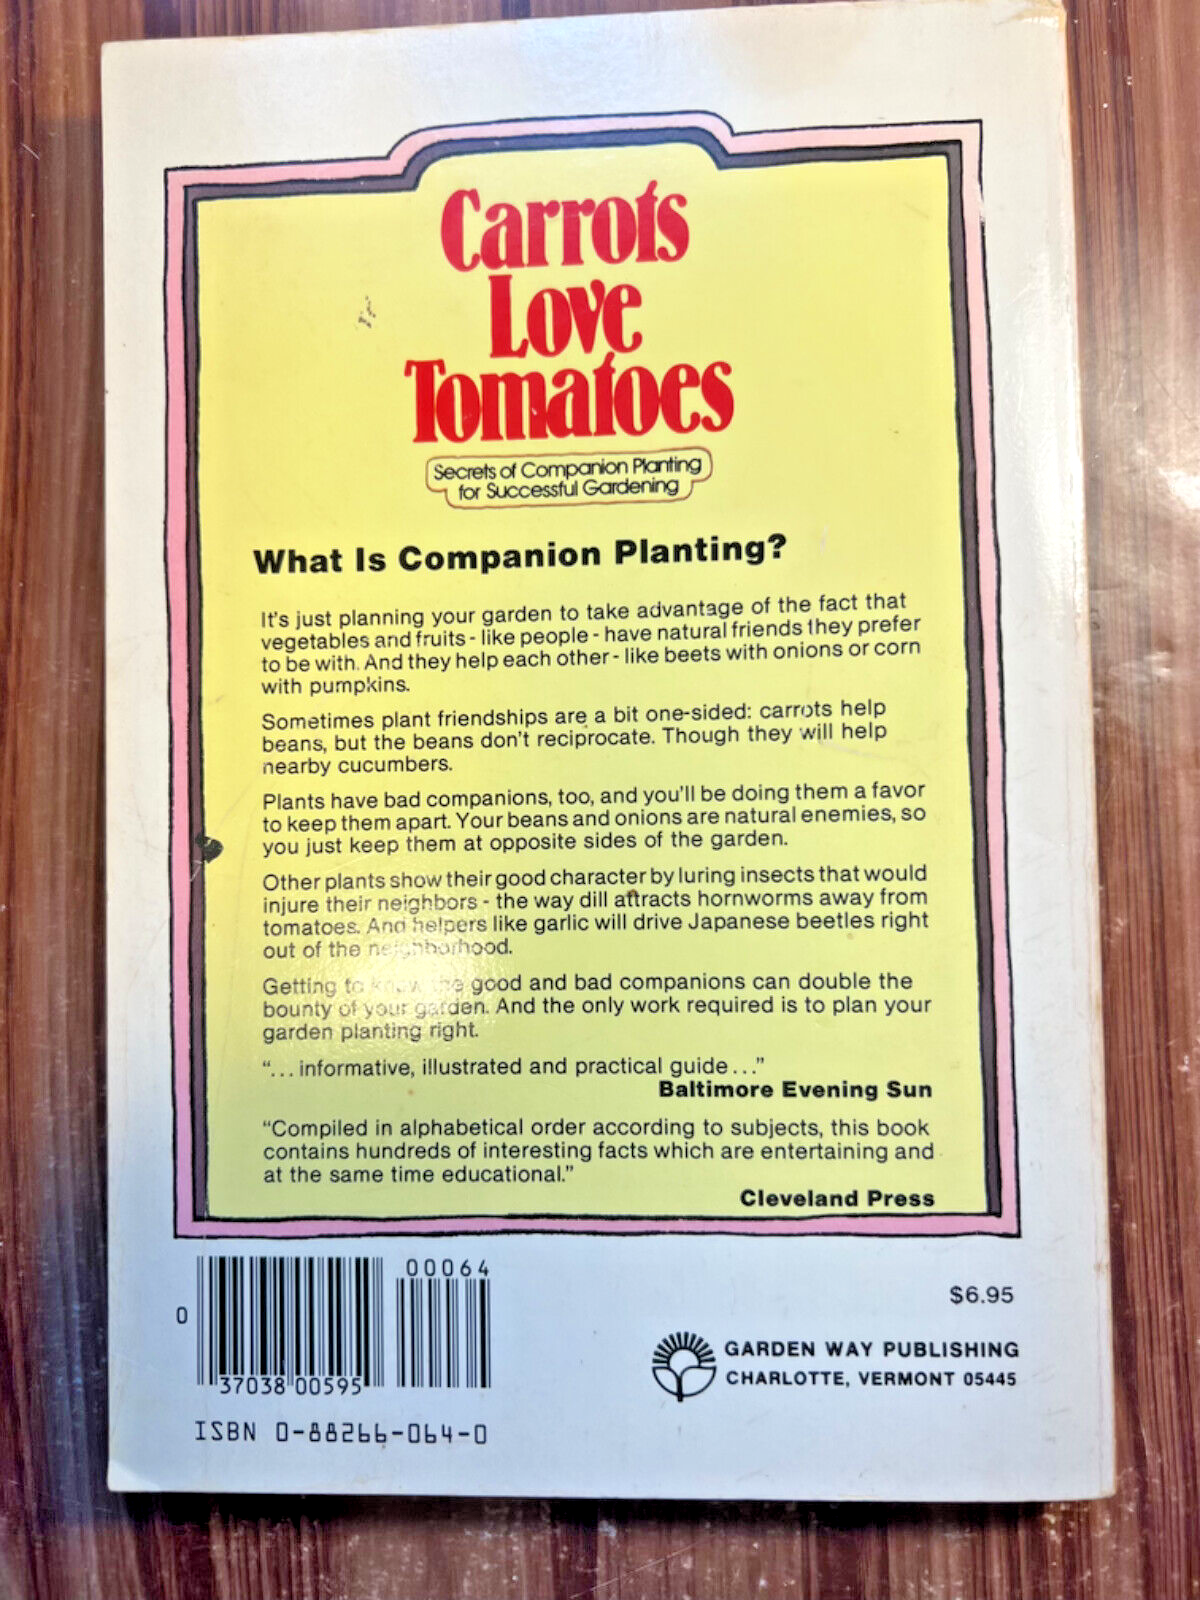 Carrots
Love
Tomatoes
Secrets of Companion Planting
for Successful Gardening
What Is Companion Planting?
It's just planning your garden to take advantage of the fact that
vegetables and fruits - like people - have natural friends they prefer
to be with. And they help each other - like beets with onions or corn
with pumpkins.
Sometimes plant friendships are a bit one-sided: carrots help
beans, but the beans don't reciprocate. Though they will help
nearby cucumbers.
Plants have bad companions, too, and you'll be doing them a favor
to keep them apart. Your beans and onions are natural enemies, so
you just keep them at opposite sides of the garden.
Other plants show their good character by luring insects that would
injure their neighbors - the way dill attracts hornworms away from
tomatoes. And helpers like garlic will drive Japanese beetles right
out of the neighborhood.
Getting to know the good and bad companions can double the
bounty of your garden. And the only work required is to plan your
garden planting right.
"... informative, illustrated and practical guide ..."
Baltimore Evening Sun
"Compiled in alphabetical order according to subjects, this book
contains hundreds of interesting facts which are entertaining and
at the same time educational."
Cleveland Press
00064
0
37038 00595
ISBN 0-88266-064-0
$6.95
GARDEN WAY PUBLISHING
CHARLOTTE, VERMONT 05445